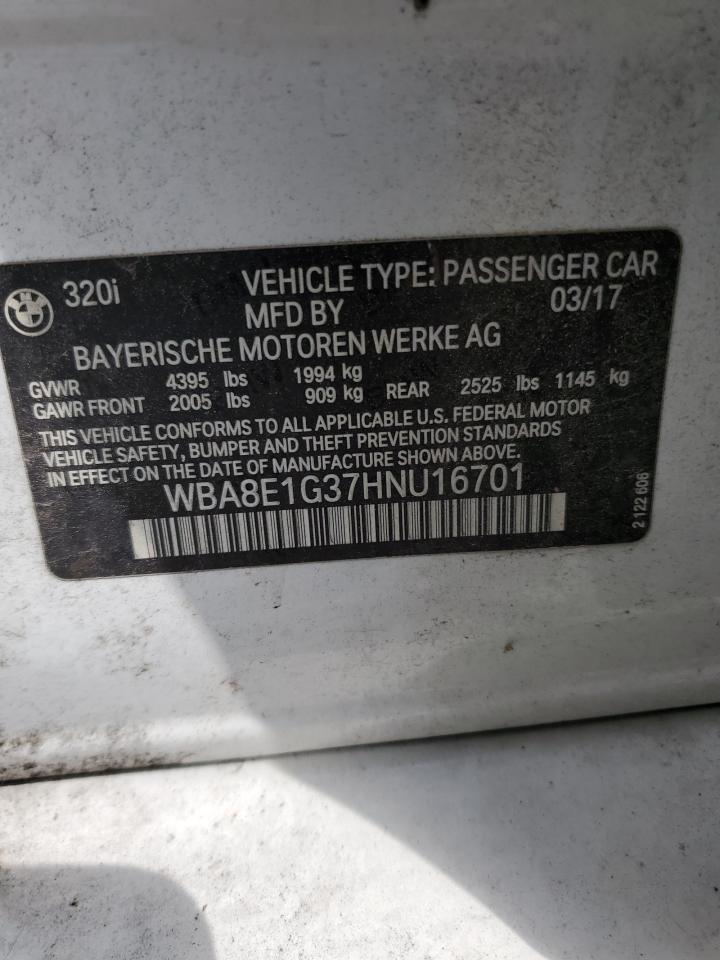 320i VEHICLE TYPE: PASSENGER CAR
MFD BY 03/17
BAYERISCHE MOTOREN WERKE AG
GVWR 4395 lbs 1994 kg
GAWR FRONT 2005 lbs 909 kg REAR 2525 lbs 1145 kg
THIS VEHICLE CONFORMS TO ALL APPLICABLE U.S. FEDERAL MOTOR
VEHICLE SAFETY, BUMPER AND THEFT PREVENTION STANDARDS
IN EFFECT ON THE DATE OF MANUFACTURE SHOWN ABOVE.
WBA8E1G37HNU16701
2 122 606